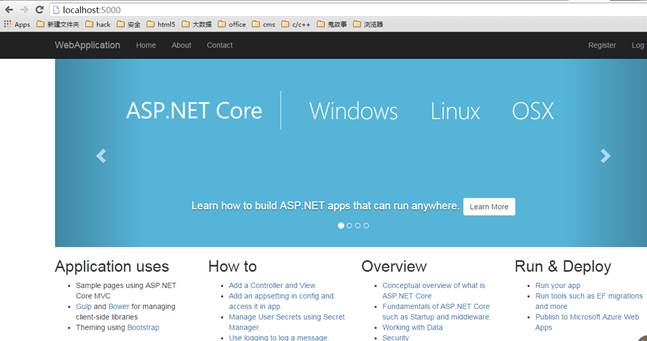 localhost:5000
Apps 新建文件夹 hack 安全 html5 大数据 office cms c/c++ 鬼故事 浏览器
WebApplication Home About Contact Register Log
ASP.NET Core Windows Linux OSX
Learn how to build ASP.NET apps that can run anywhere. Learn More
Application uses
Sample pages using ASP.NET
Core MVC
Gulp and Bower for managing
client-side libraries
Theming using Bootstrap
How to
Add a Controller and View
Add an appsetting in config and
access it in app.
Manage User Secrets using Secret
Manager.
Use logging to log a message.
Overview
Conceptual overview of what is
ASP.NET Core
Fundamentals of ASP.NET Core
such as Startup and middleware.
Working with Data
Security
Run & Deploy
Run your app
Run tools such as EF migrations
and more
Publish to Microsoft Azure Web
Apps